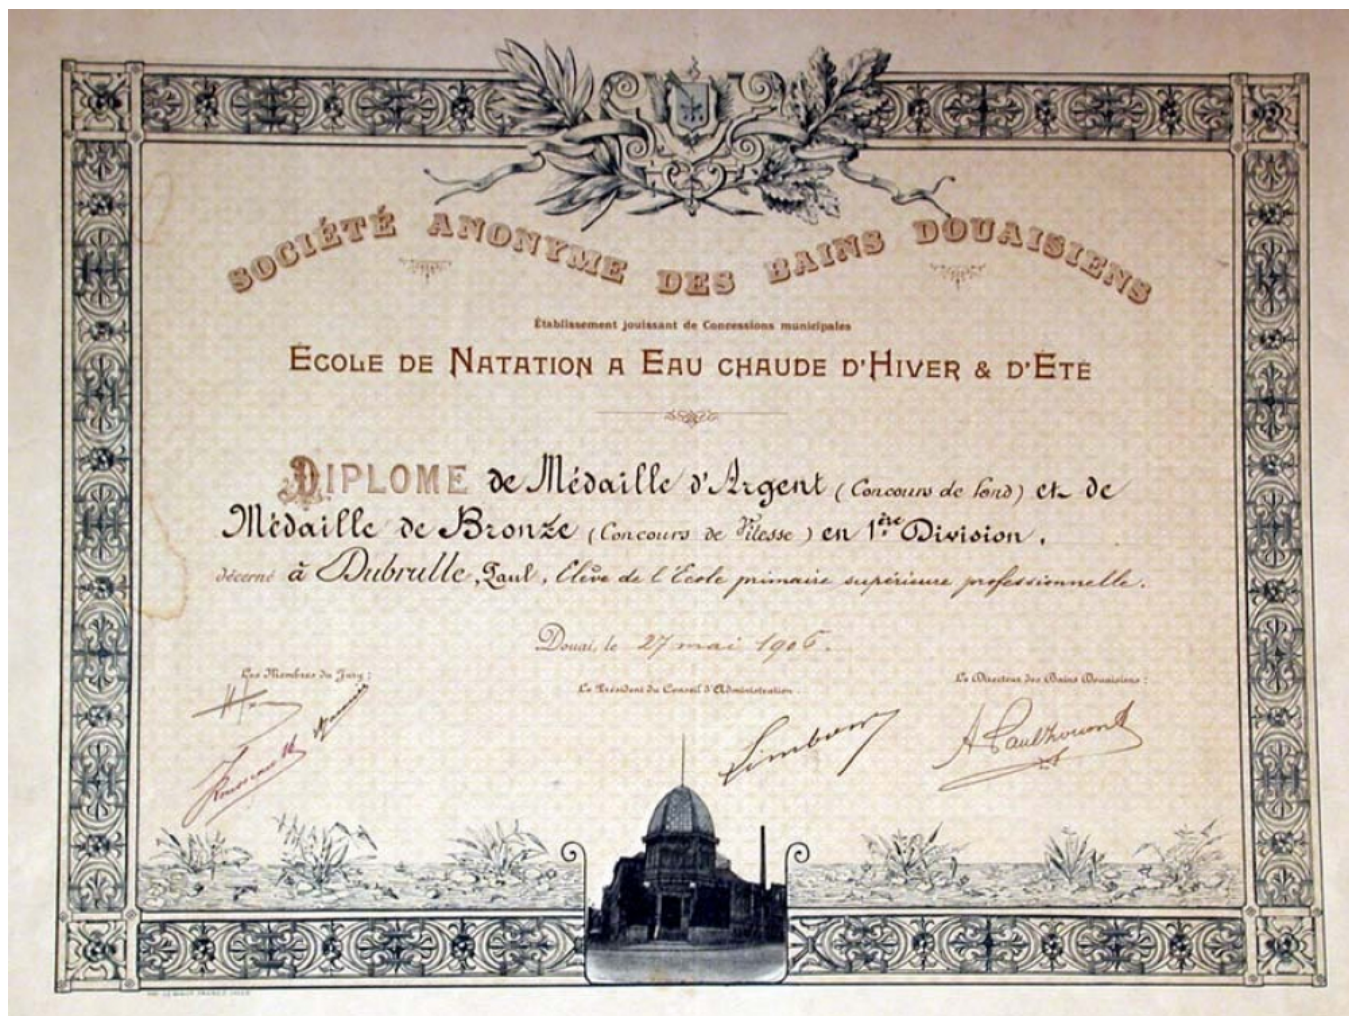 SOCIÉTÉ ANONYME DES BAINS DOUAISIENS
Établissement jouissant de Concessions municipales
ÉCOLE DE NATATION A EAU CHAUDE D'HIVER & D'ÉTÉ
DIPLOME de Médaille d'Argent (Concours de fond) et de
Médaille de Bronze (Concours de Vitesse) en 1ère Division,
décerné à Dubrulle, Paul, Elève de l'Ecole primaire supérieure professionnelle.
Douai, le 27 mai 1906.
Les Membres du Jury :
Le Président du Conseil d'Administration.
Le Directeur des Bains Douaisiens :